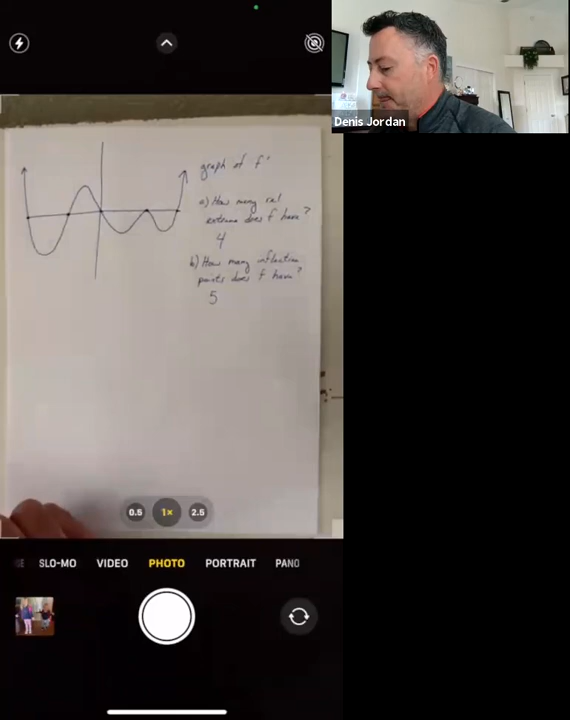 Denis Jordan
graph of f'
a) How many rel
extrema does f have?
4
b) How many inflection
points does f have?
5
0.5 1× 2.5
SLO-MO VIDEO PHOTO PORTRAIT PANO